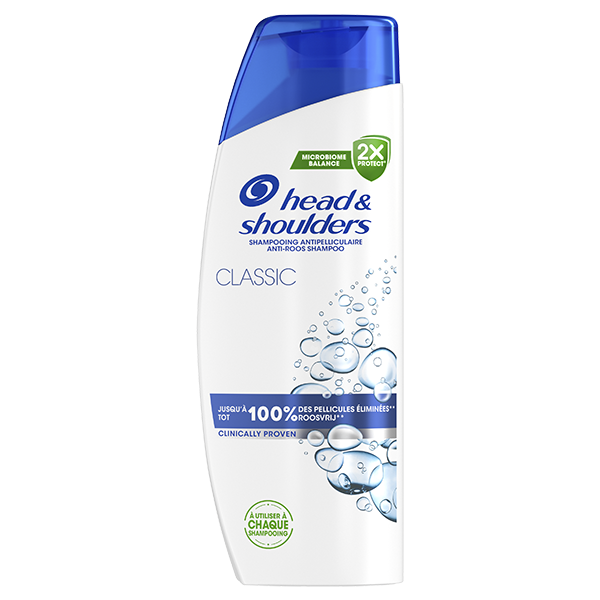 MICROBIOME
BALANCE
2X
PROTECT*
head&
shoulders
SHAMPOOING ANTIPELLICULAIRE
ANTI-ROOS SHAMPOO
CLASSIC
JUSQU'À 100% DES PELLICULES ÉLIMINÉES**
TOT ROOSVRIJ**
CLINICALLY PROVEN
À UTILISER À
CHAQUE
SHAMPOOING